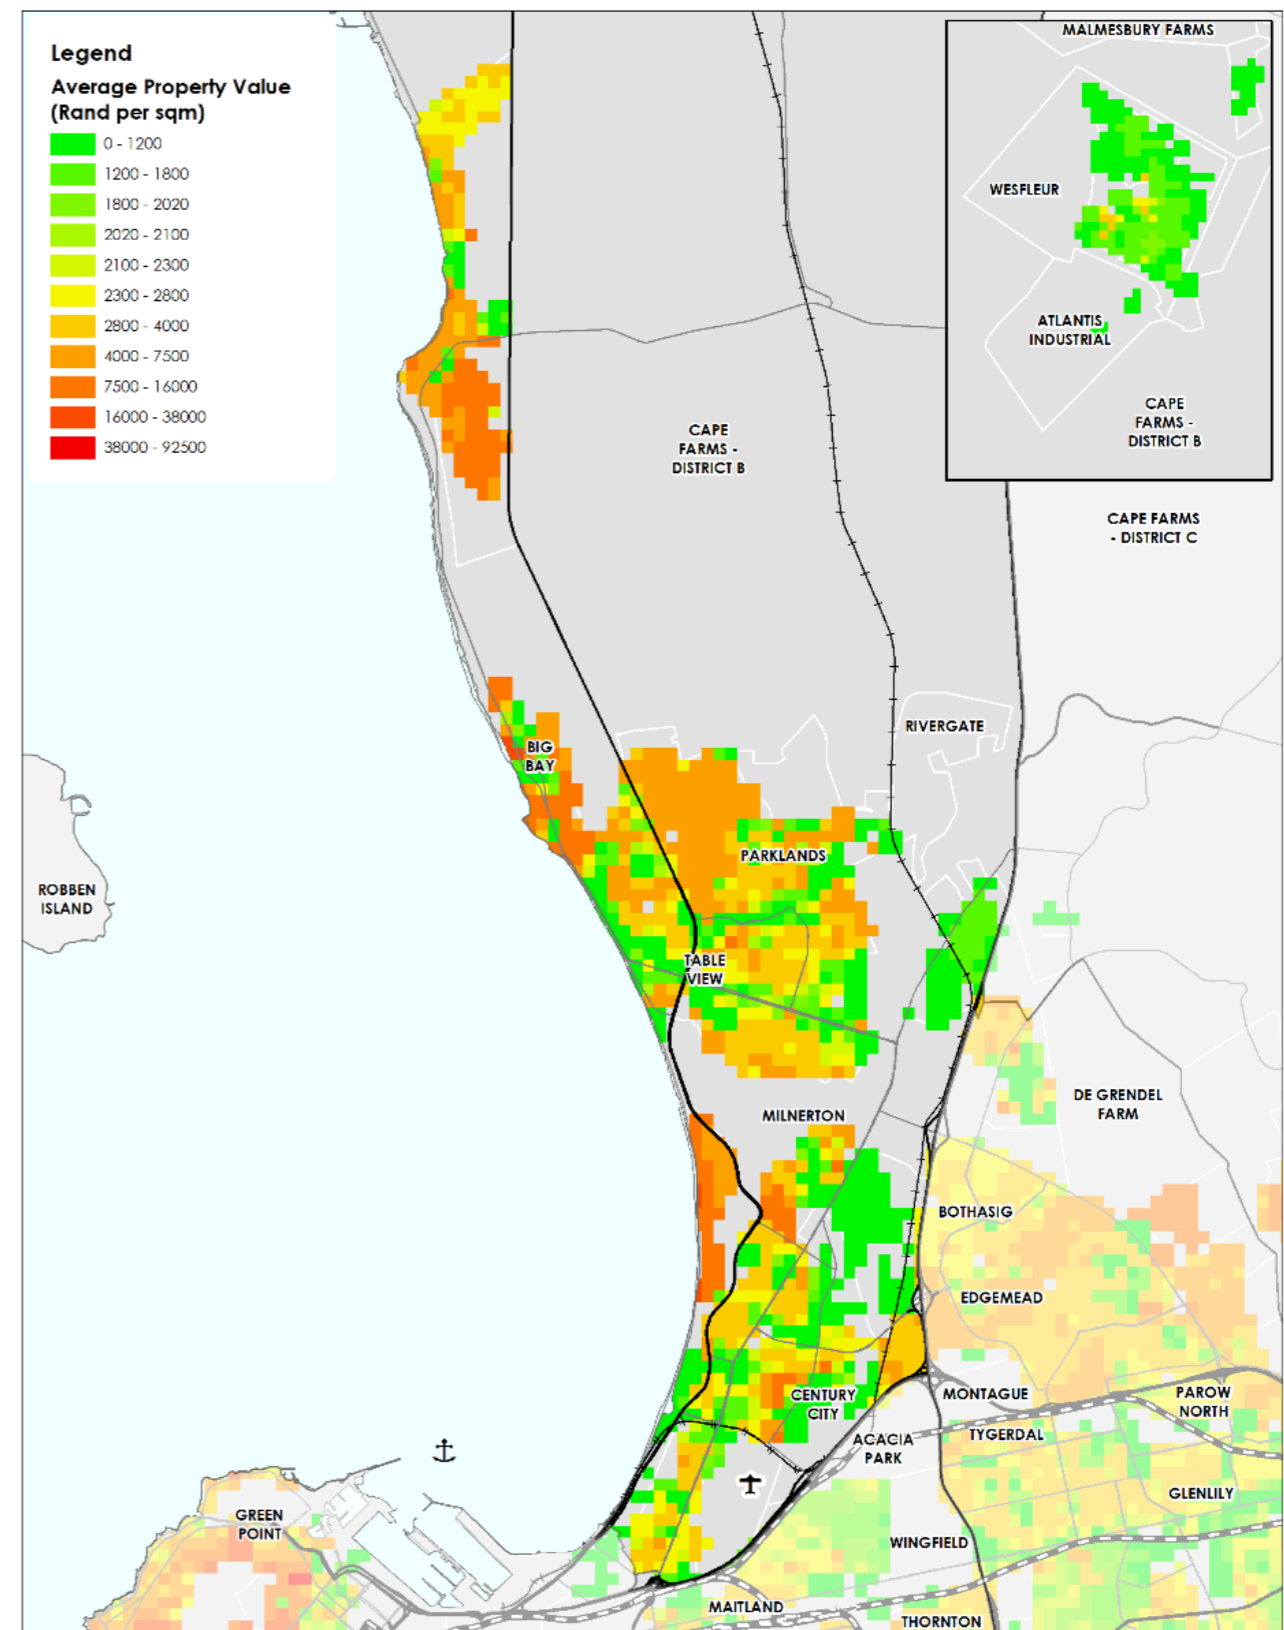 Legend
Average Property Value
(Rand per sqm)
0 - 1200
1200 - 1800
1800 - 2020
2020 - 2100
2100 - 2300
2300 - 2800
2800 - 4000
4000 - 7500
7500 - 16000
16000 - 38000
38000 - 92500
MALMESBURY FARMS
WESFLEUR
ATLANTIS
INDUSTRIAL
CAPE
FARMS -
DISTRICT B
CAPE
FARMS -
DISTRICT B
CAPE FARMS
- DISTRICT C
RIVERGATE
BIG
BAY
PARKLANDS
ROBBEN
ISLAND
TABLE
VIEW
MILNERTON
DE GRENDEL
FARM
BOTHASIG
EDGEMEAD
CENTURY
CITY
MONTAGUE
PAROW
NORTH
ACACIA
PARK
TYGERDAL
GLENLILY
GREEN
POINT
WINGFIELD
MAITLAND
THORNTON